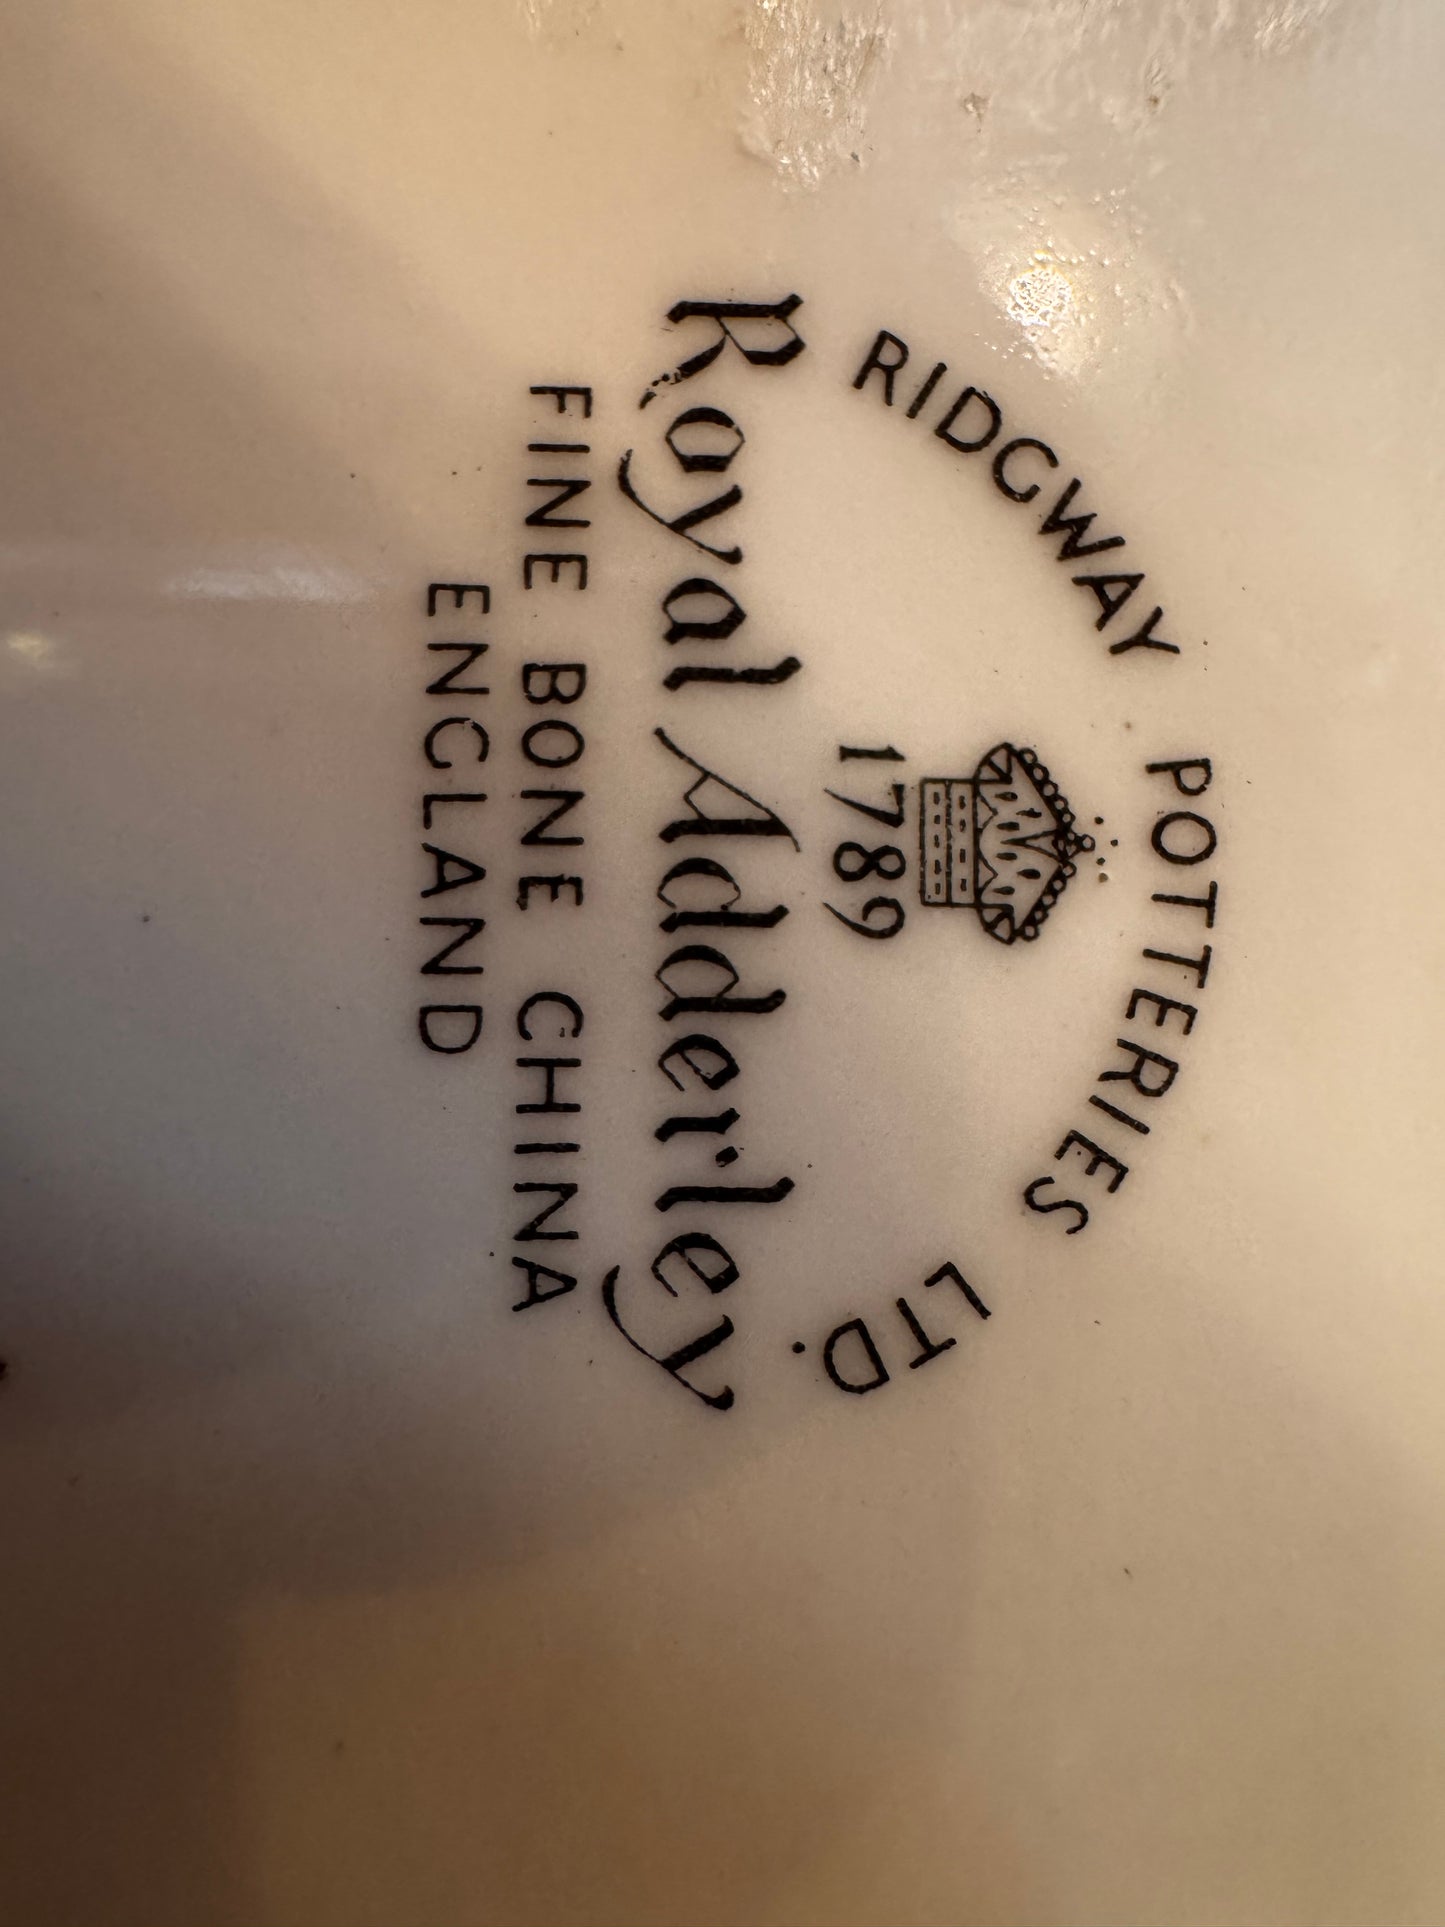 RIDGWAY POTTERIES LTD.
1789
Royal Adderley
FINE BONE CHINA
ENGLAND